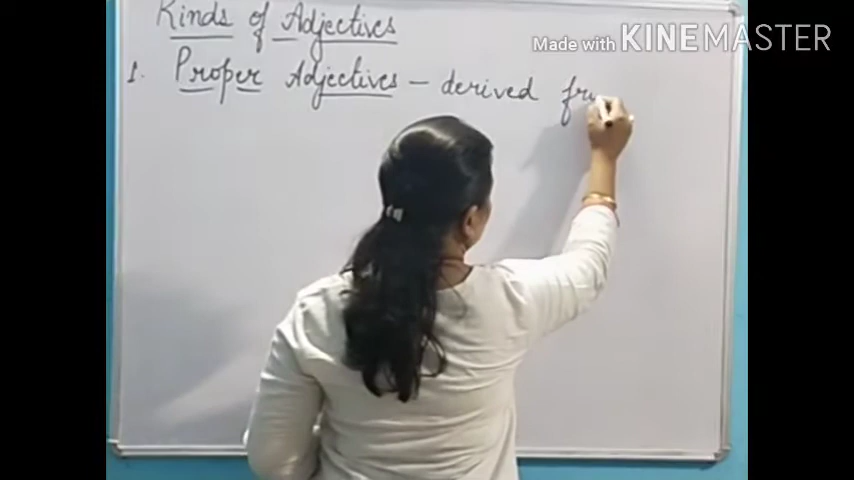 Kinds of Adjectives
Made with KINEMASTER
1. Proper Adjectives – derived